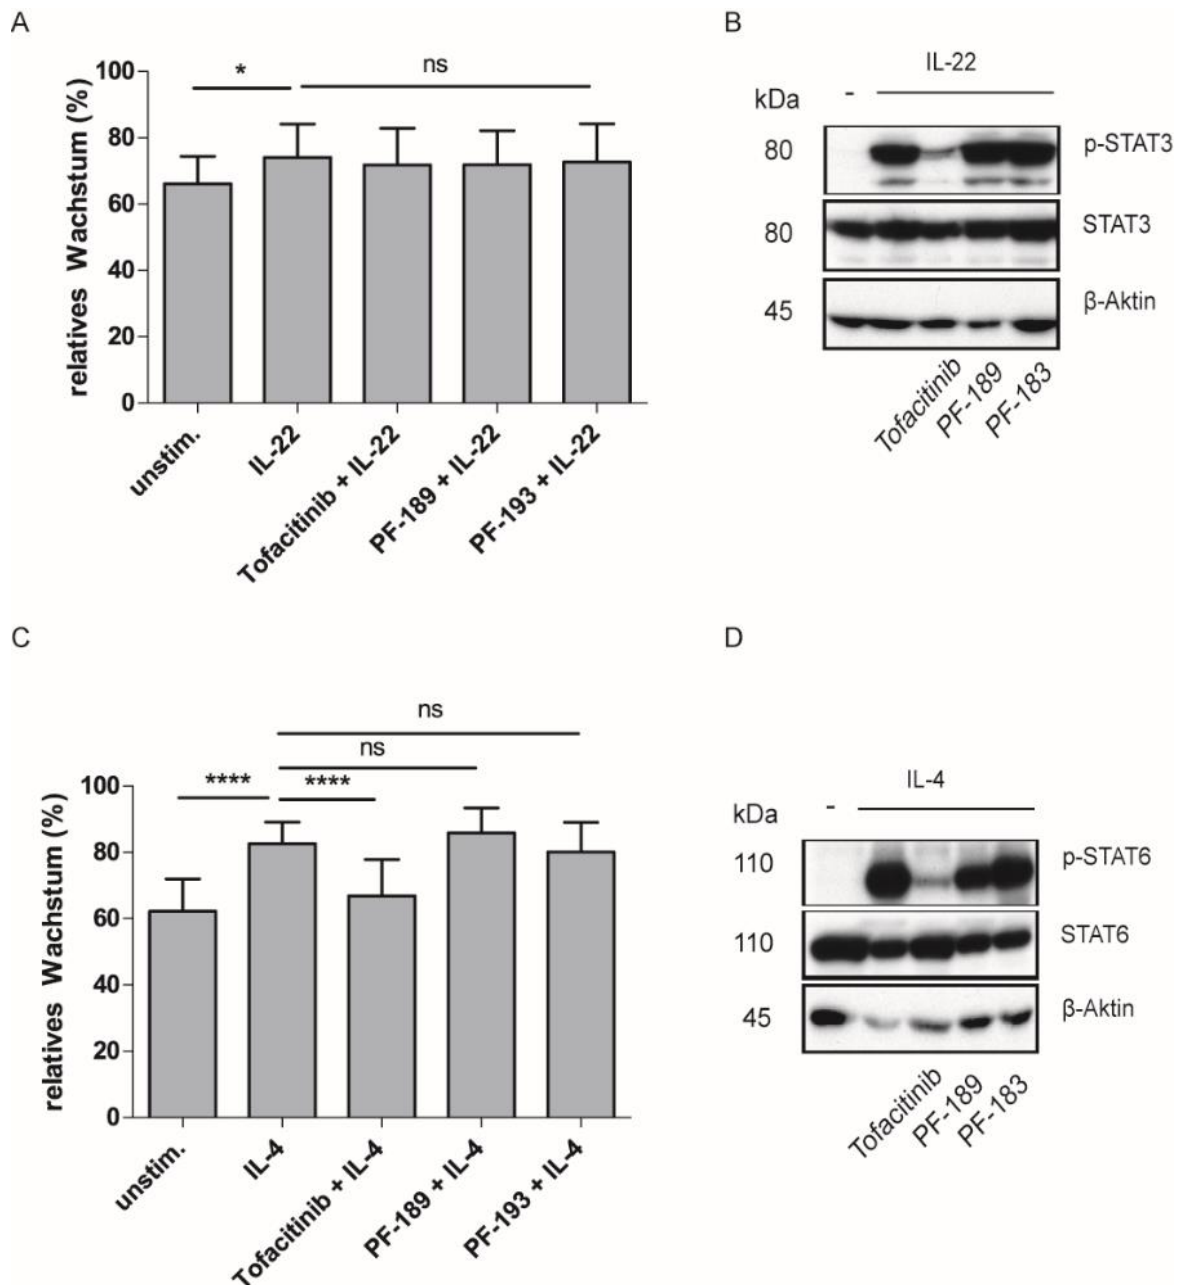 A
relatives Wachstum (%)
100
80
60
40
20
0
*
ns
unstim.
IL-22
Tofacitinib + IL-22
PF-189 + IL-22
PF-193 + IL-22
B
IL-22
kDa
-
80
p-STAT3
80
STAT3
45
β-Aktin
Tofacitinib
PF-189
PF-183
C
relatives Wachstum (%)
100
80
60
40
20
0
ns
ns
****
****
unstim.
IL-4
Tofacitinib + IL-4
PF-189 + IL-4
PF-193 + IL-4
D
IL-4
kDa
-
110
p-STAT6
110
STAT6
45
β-Aktin
Tofacitinib
PF-189
PF-183